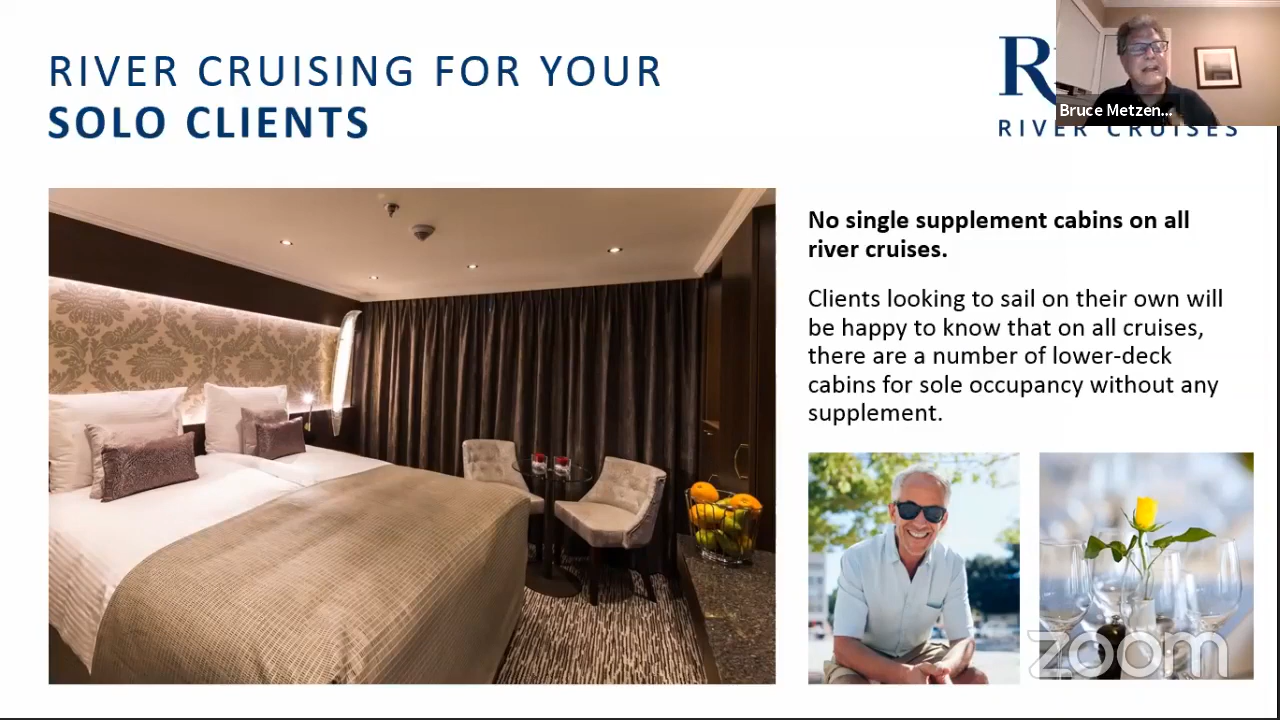 RIVER CRUISING FOR YOUR
SOLO CLIENTS
R
RIVER CRUISES
Bruce Metzen...
No single supplement cabins on all
river cruises.
Clients looking to sail on their own will
be happy to know that on all cruises,
there are a number of lower-deck
cabins for sole occupancy without any
supplement.
zoom